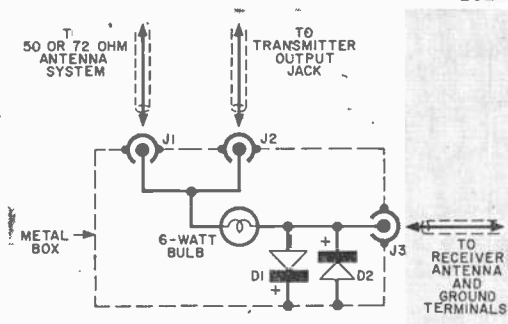 T
50 OR 72 OHM
ANTENNA
SYSTEM
TO
TRANSMITTER
OUTPUT
JACK
J1
J2
METAL
BOX
6-WATT
BULB
+
D1
+
D2
J3
TO
RECEIVER
ANTENNA
AND
GROUND
TERMINALS